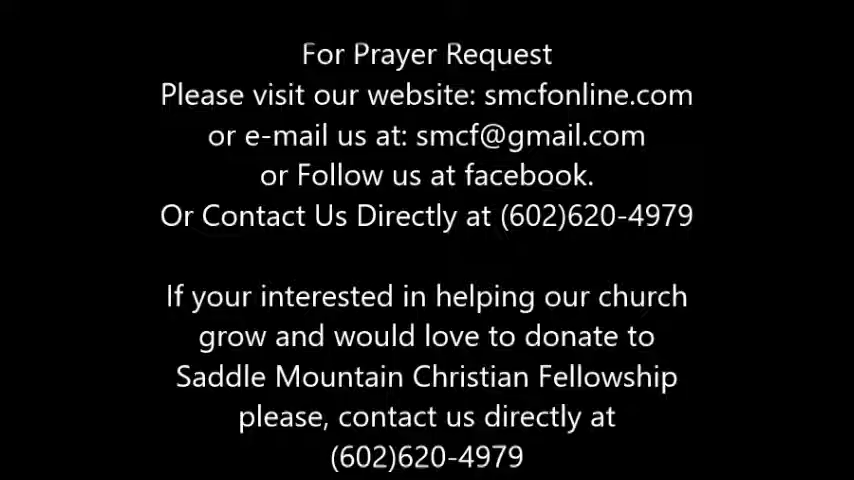 For Prayer Request
Please visit our website: smcfonline.com
or e-mail us at: smcf@gmail.com
or Follow us at facebook.
Or Contact Us Directly at (602)620-4979
If your interested in helping our church
grow and would love to donate to
Saddle Mountain Christian Fellowship
please, contact us directly at
(602)620-4979